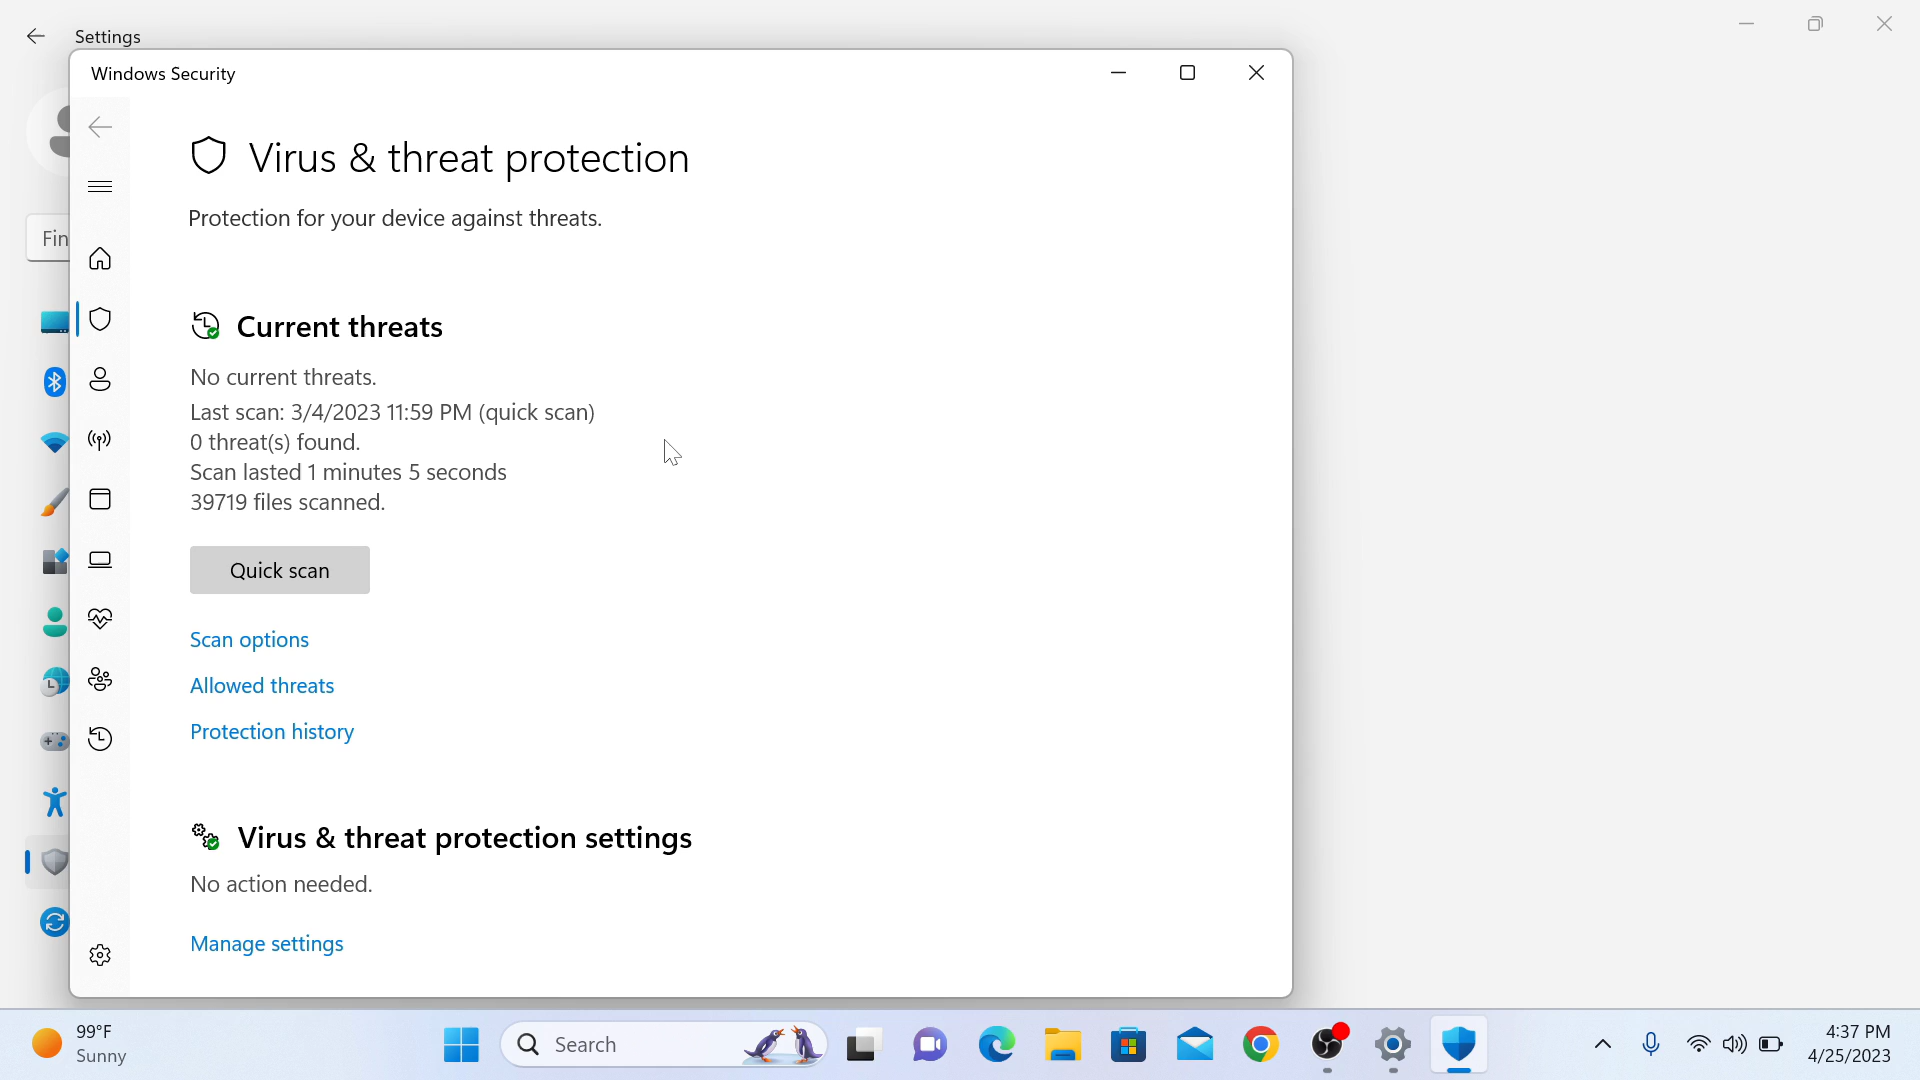 Settings
Windows Security
Virus & threat protection
Protection for your device against threats.
Fin
Current threats
No current threats.
Last scan: 3/4/2023 11:59 PM (quick scan)
0 threat(s) found.
Scan lasted 1 minutes 5 seconds
39719 files scanned.
Quick scan
Scan options
Allowed threats
Protection history
Virus & threat protection settings
No action needed.
Manage settings
99°F
Sunny
Search
4:37 PM
4/25/2023